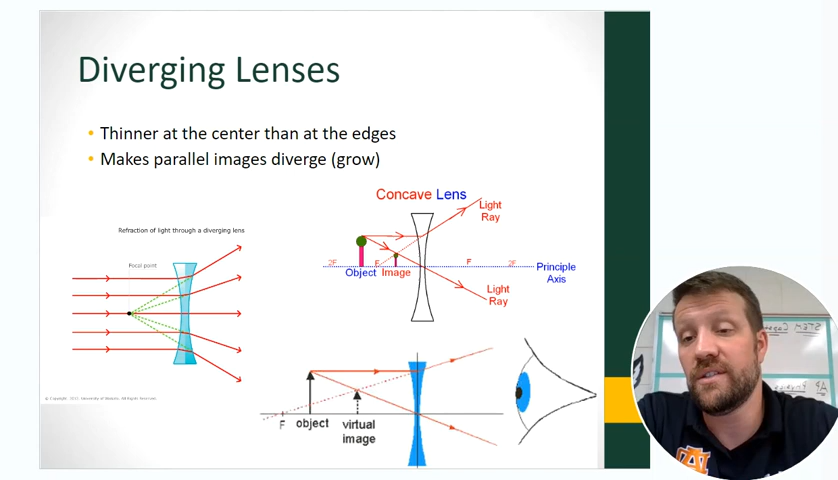 Diverging Lenses
• Thinner at the center than at the edges
• Makes parallel images diverge (grow)
Concave Lens
Light
Ray
2F
F
F
2F
Object
Image
Principle
Axis
Light
Ray
Refraction of light through a diverging lens
Focal point
F
object
virtual
image